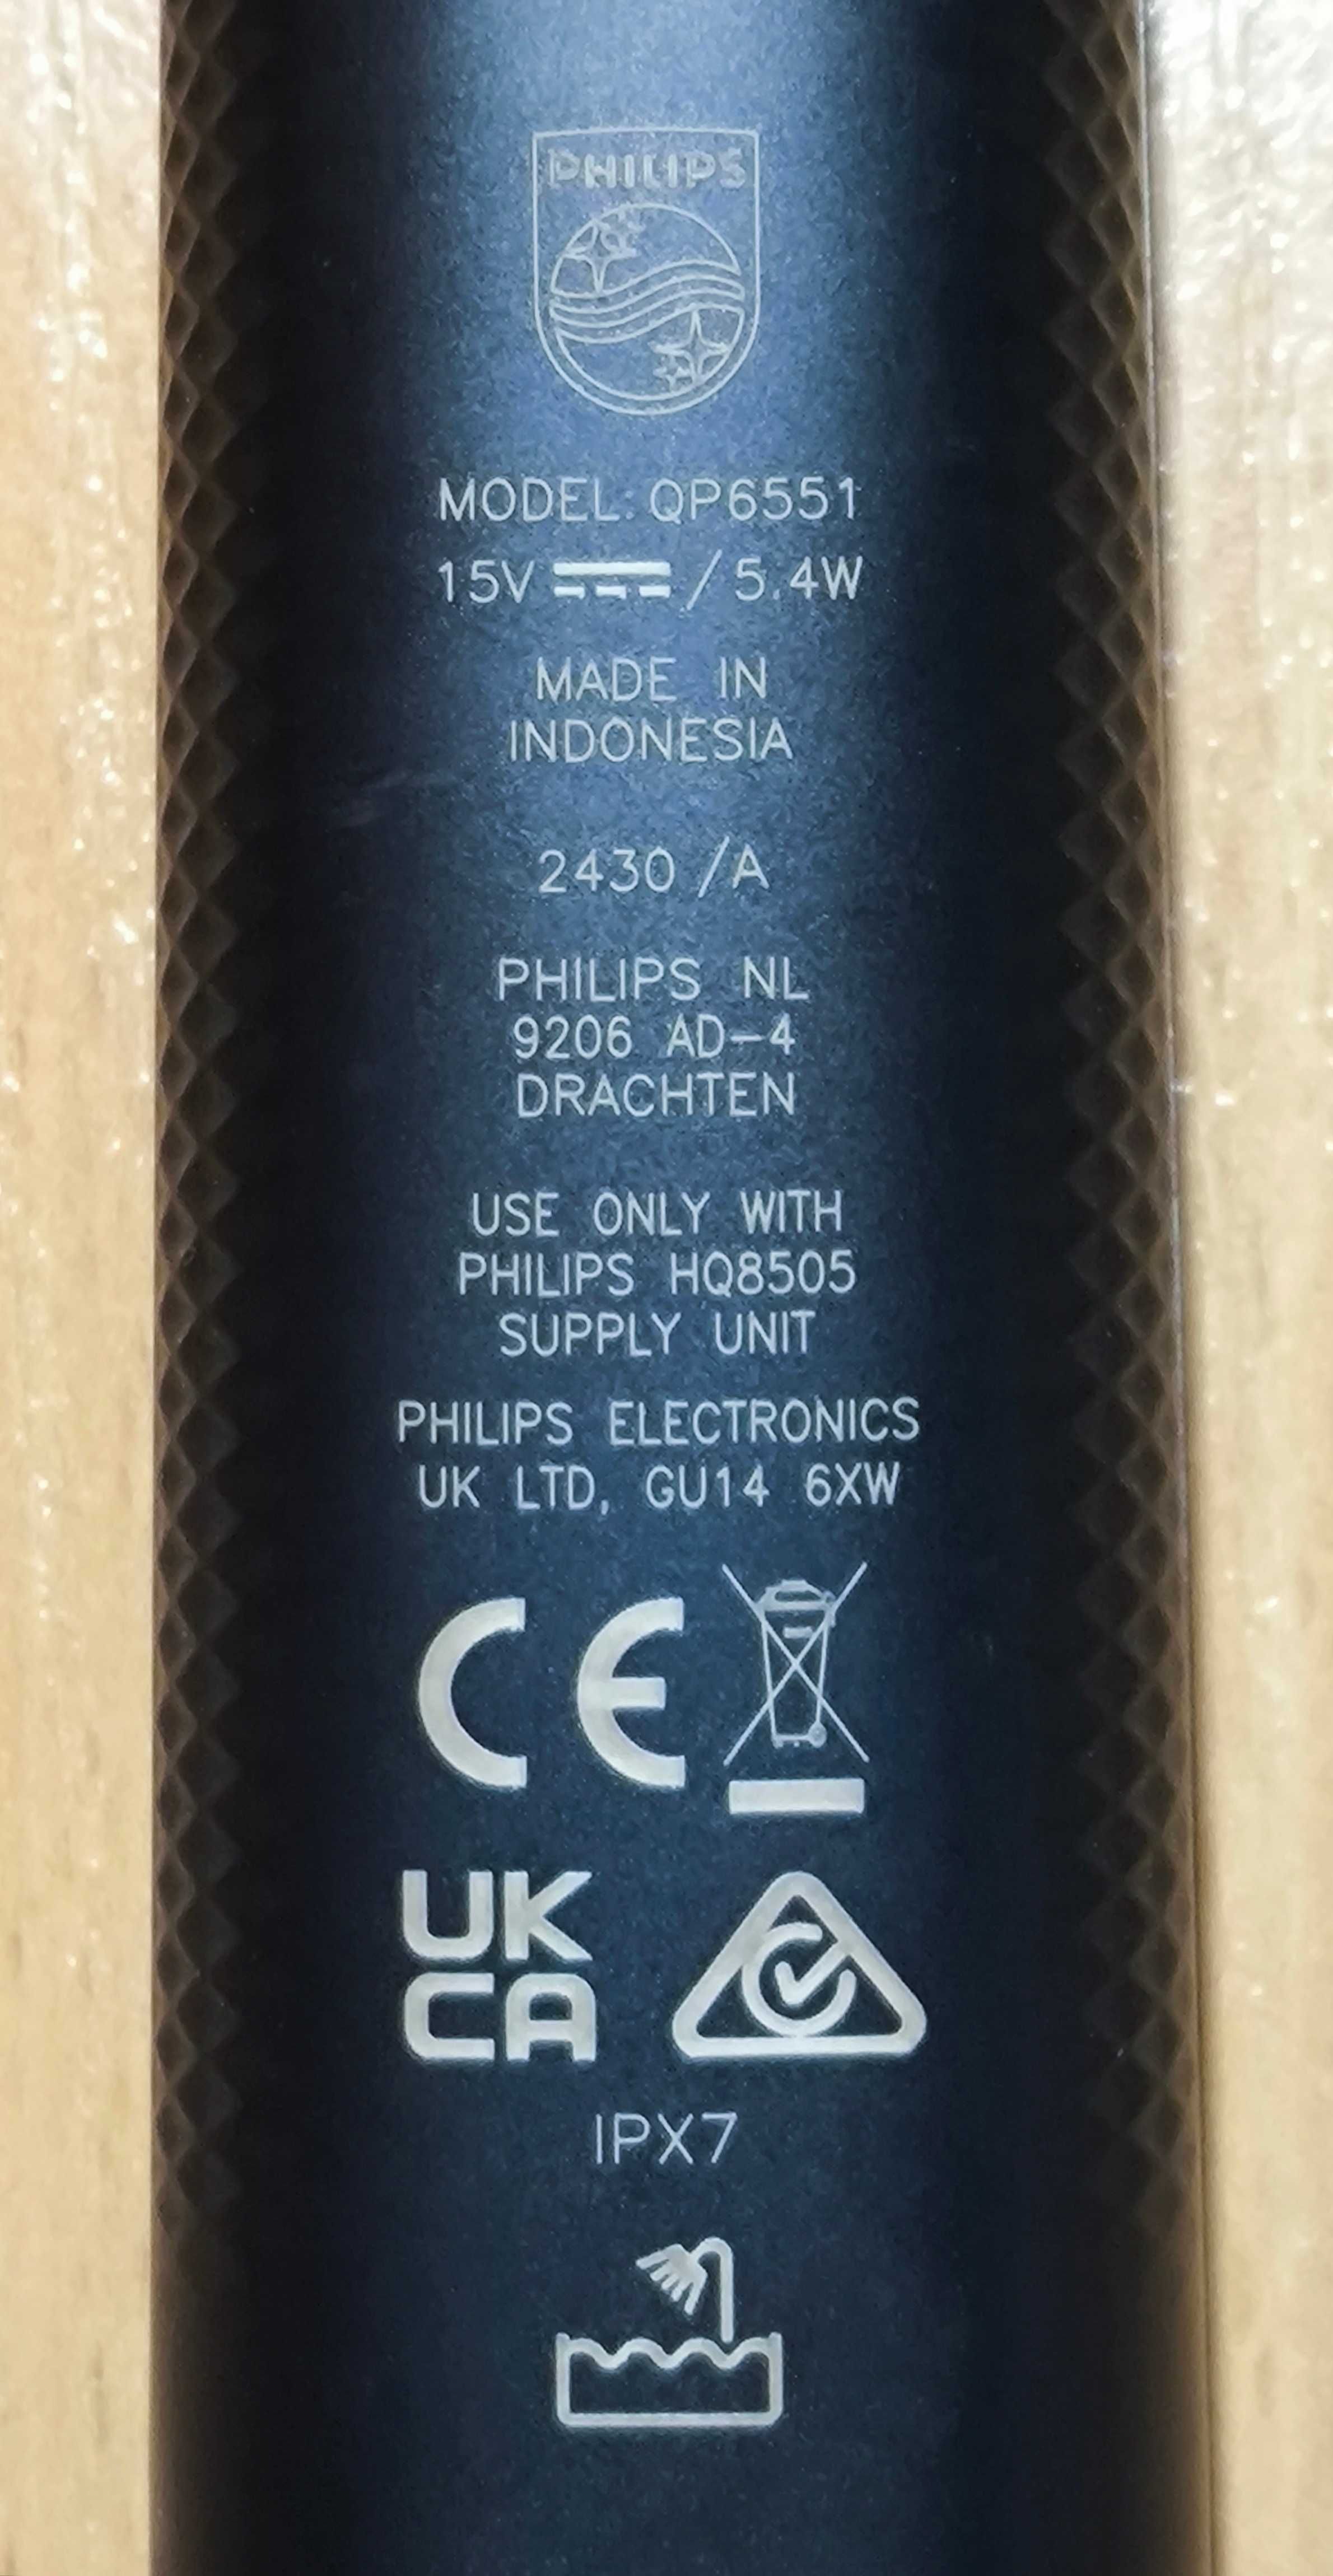 PHILIPS
MODEL: QP6551
15V ⎓ / 5.4W
MADE IN
INDONESIA
2430 /A
PHILIPS NL
9206 AD-4
DRACHTEN
USE ONLY WITH
PHILIPS HQ8505
SUPPLY UNIT
PHILIPS ELECTRONICS
UK LTD, GU14 6XW
CE
UK
CA
IPX7